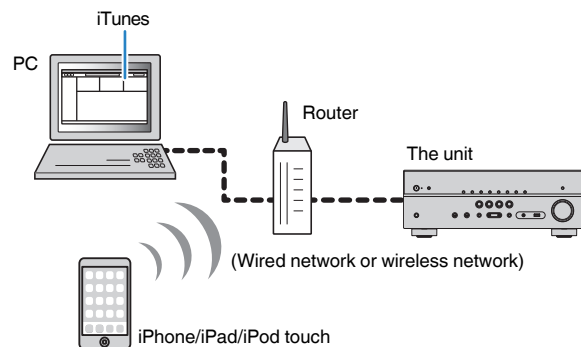 iTunes
PC
Router
The unit
(Wired network or wireless network)
iPhone/iPad/iPod touch